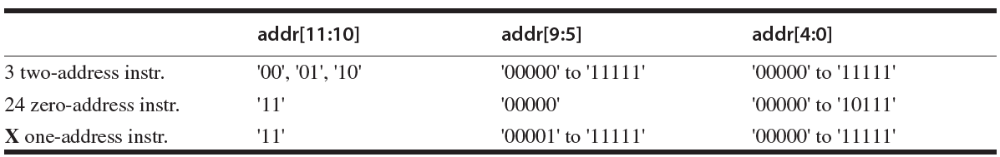 addr[11:10] addr[9:5] addr[4:0]
3 two-address instr. '00', '01', '10' '00000' to '11111' '00000' to '11111'
24 zero-address instr. '11' '00000' '00000' to '10111'
X one-address instr. '11' '00001' to '11111' '00000' to '11111'